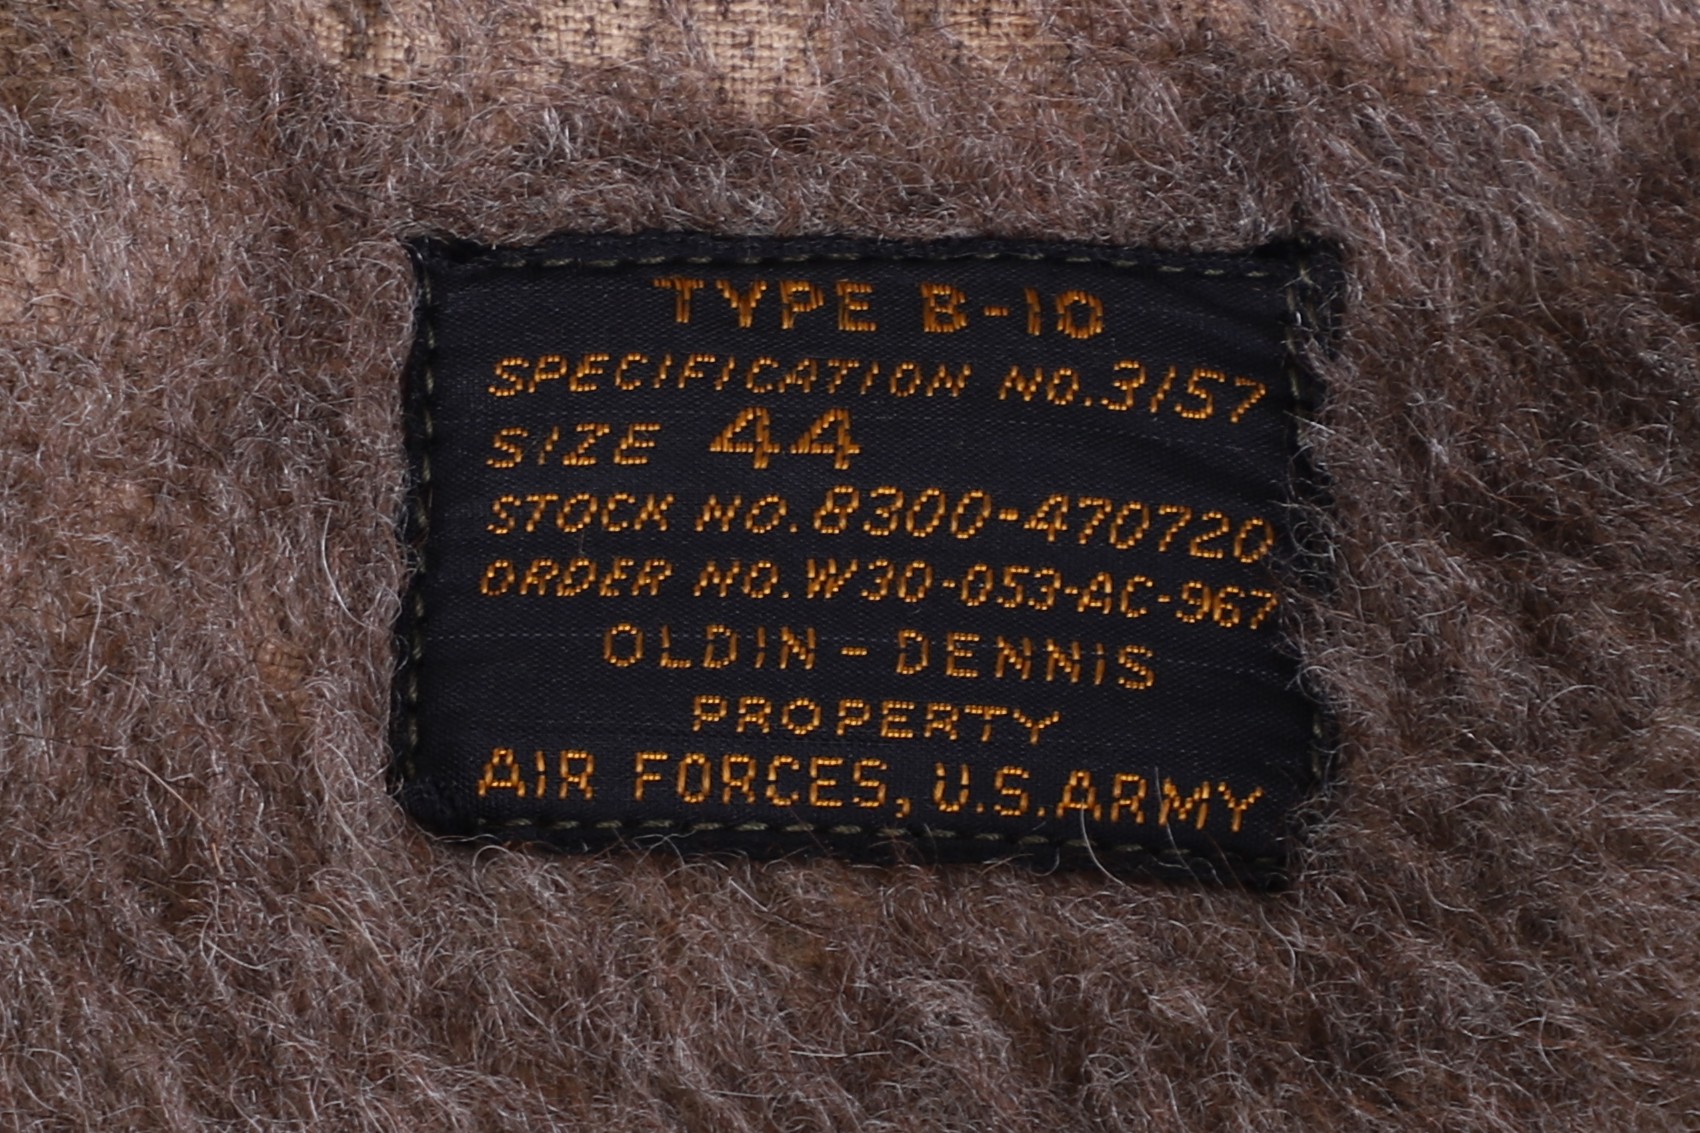 TYPE B-10
SPECIFICATION NO.3157
SIZE 44
STOCK NO.8300-470720
ORDER NO.W30-053-AC-967
OLDIN-DENNIS
PROPERTY
AIR FORCES, U.S.ARMY